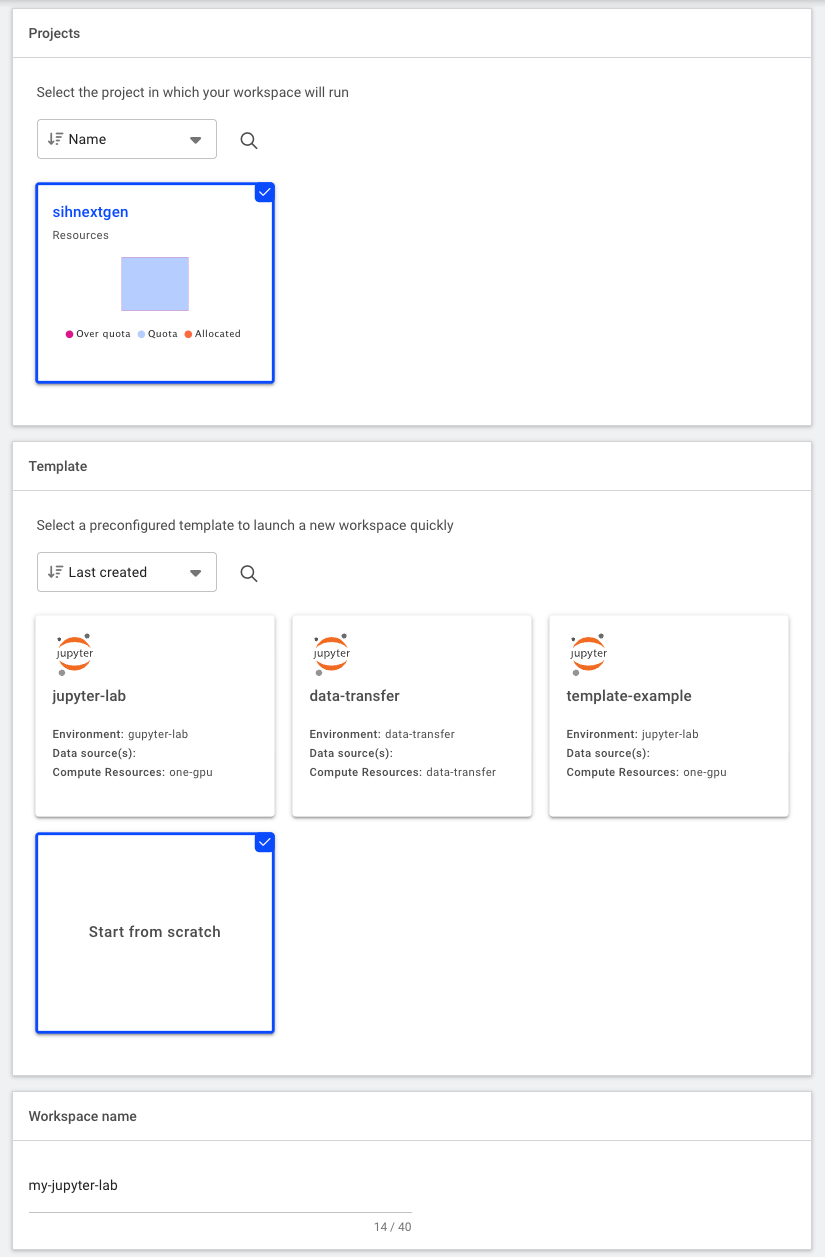 Projects
Select the project in which your workspace will run
Name
sihnextgen
Resources
Over quota Quota Allocated
Template
Select a preconfigured template to launch a new workspace quickly
Last created
jupyter
jupyter-lab
Environment: gupyter-lab
Data source(s):
Compute Resources: one-gpu
jupyter
data-transfer
Environment: data-transfer
Data source(s):
Compute Resources: data-transfer
jupyter
template-example
Environment: jupyter-lab
Data source(s):
Compute Resources: one-gpu
Start from scratch
Workspace name
my-jupyter-lab
14 / 40